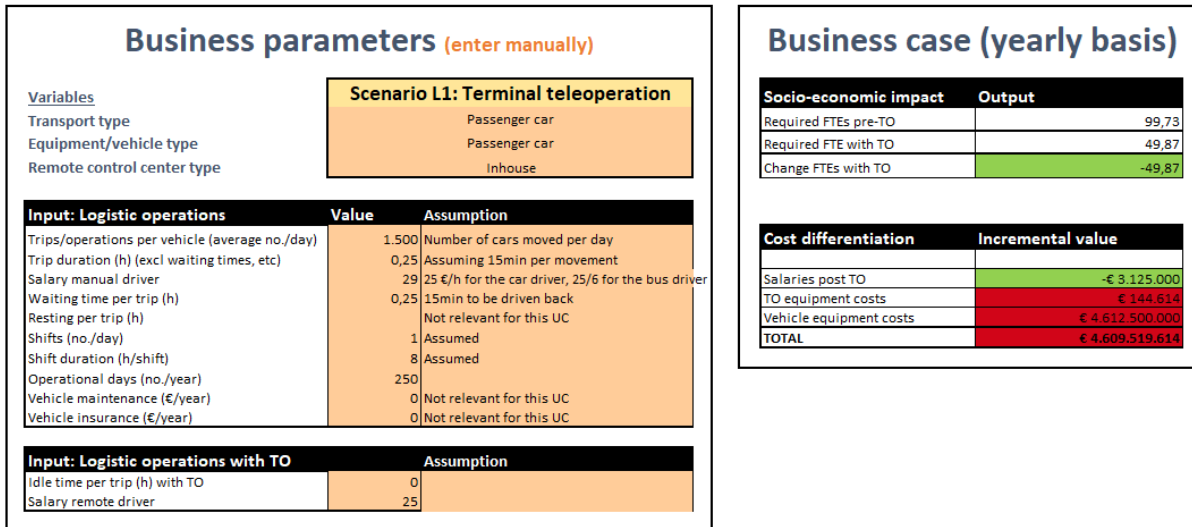 Business parameters (enter manually)
Variables
Scenario L1: Terminal teleoperation
Transport type Passenger car
Equipment/vehicle type Passenger car
Remote control center type Inhouse
Input: Logistic operations Value Assumption
Trips/operations per vehicle (average no./day) 1.500 Number of cars moved per day
Trip duration (h) (excl waiting times, etc) 0,25 Assuming 15min per movement
Salary manual driver 29 25 €/h for the car driver, 25/6 for the bus driver
Waiting time per trip (h) 0,25 15min to be driven back
Resting per trip (h) Not relevant for this UC
Shifts (no./day) 1 Assumed
Shift duration (h/shift) 8 Assumed
Operational days (no./year) 250
Vehicle maintenance (€/year) 0 Not relevant for this UC
Vehicle insurance (€/year) 0 Not relevant for this UC
Input: Logistic operations with TO Assumption
Idle time per trip (h) with TO 0
Salary remote driver 25
Business case (yearly basis)
Socio-economic impact Output
Required FTEs pre-TO 99,73
Required FTE with TO 49,87
Change FTEs with TO -49,87
Cost differentiation Incremental value
Salaries post TO -€ 3.125.000
TO equipment costs € 144.614
Vehicle equipment costs € 4.612.500.000
TOTAL € 4.609.519.614